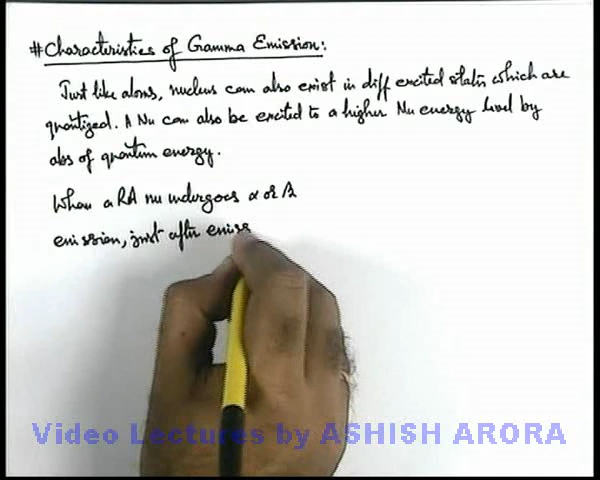 # Characteristics of Gamma Emission:
Just like atoms, nucleus can also exist in diff excited states which are
quantized. A Nu can also be excited to a higher Nu energy level by
abs of quantum energy.
When a RA nu undergoes α or β
emission, just after emiss
Video Lectures by ASHISH ARORA